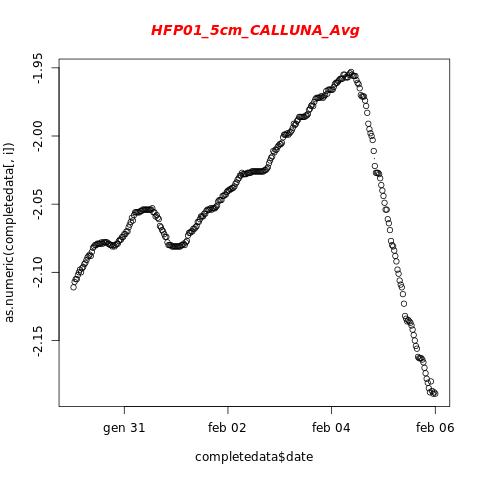 HFP01_5cm_CALLUNA_Avg
as.numeric(completedata[, i])
-1.95
-2.00
-2.05
-2.10
-2.15
gen 31
feb 02
feb 04
feb 06
completedata$date